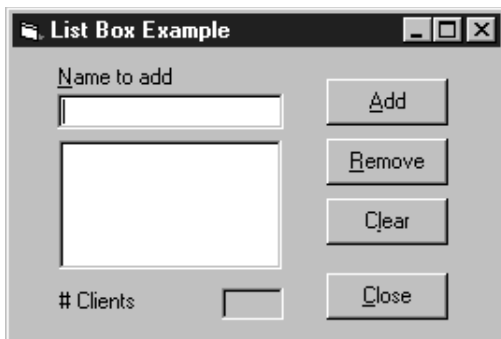 List Box Example
Name to add
Add
Remove
Clear
# Clients
Close